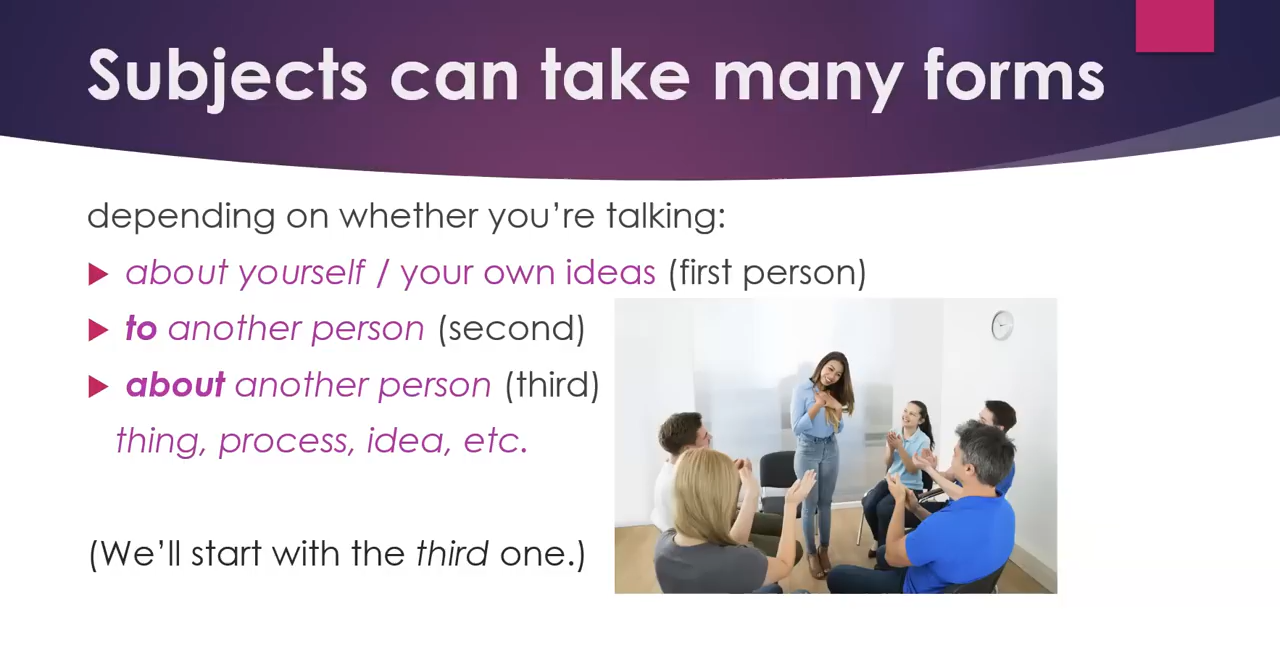 Subjects can take many forms
depending on whether you're talking:
about yourself / your own ideas (first person)
to another person (second)
about another person (third)
thing, process, idea, etc.
(We'll start with the third one.)